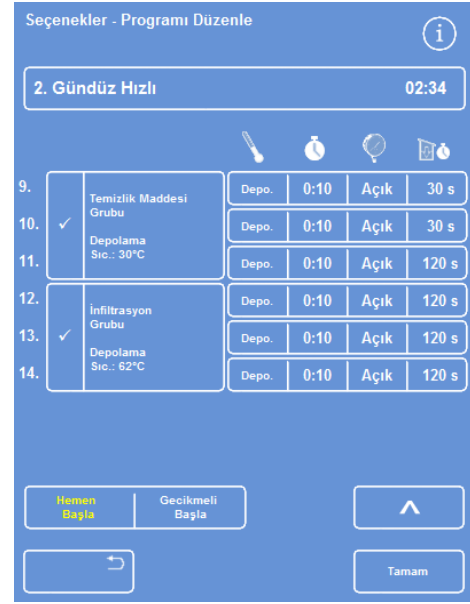 Seçenekler - Programı Düzenle
i
2. Gündüz Hızlı 02:34
9. Temizlik Maddesi Grubu Depo. 0:10 Açık 30 s
10. ✓ Depolama Sıc.: 30°C Depo. 0:10 Açık 30 s
11. Depo. 0:10 Açık 120 s
12. İnfiltrasyon Grubu Depo. 0:10 Açık 120 s
13. ✓ Depolama Sıc.: 62°C Depo. 0:10 Açık 120 s
14. Depo. 0:10 Açık 120 s
Hemen Başla
Gecikmeli Başla
Tamam